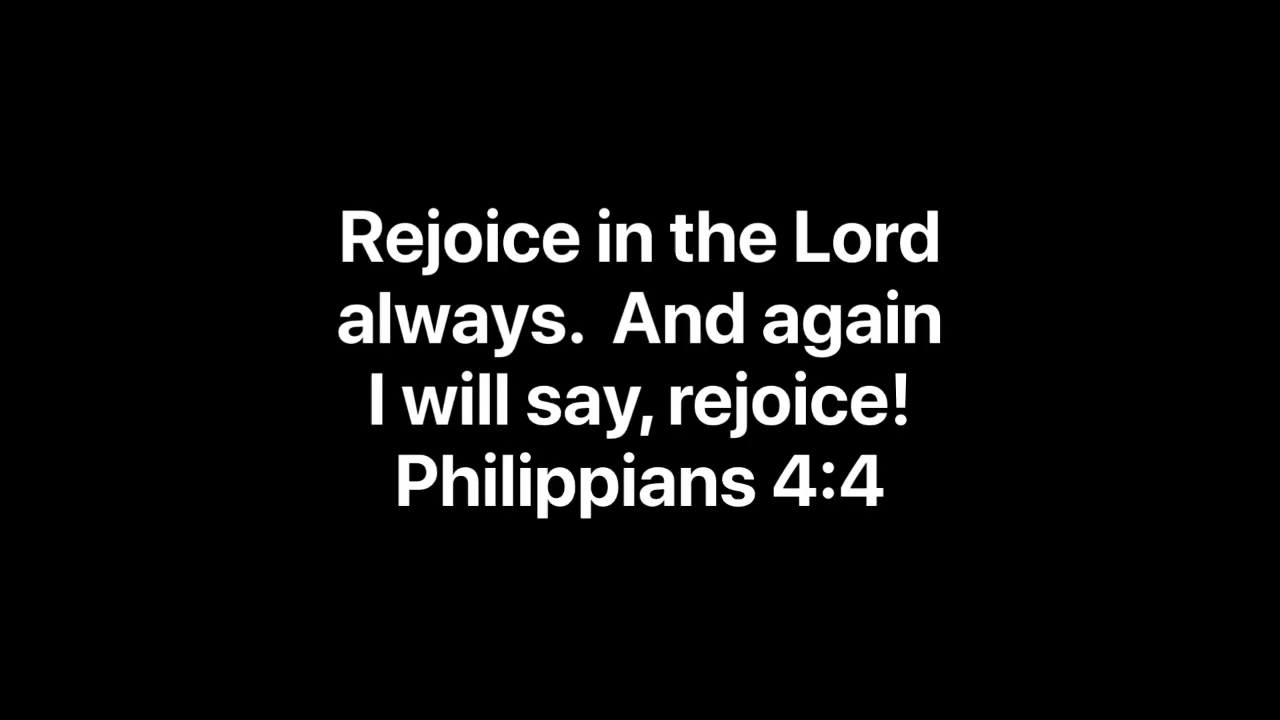 Rejoice in the Lord
always.  And again
I will say, rejoice!
Philippians 4:4